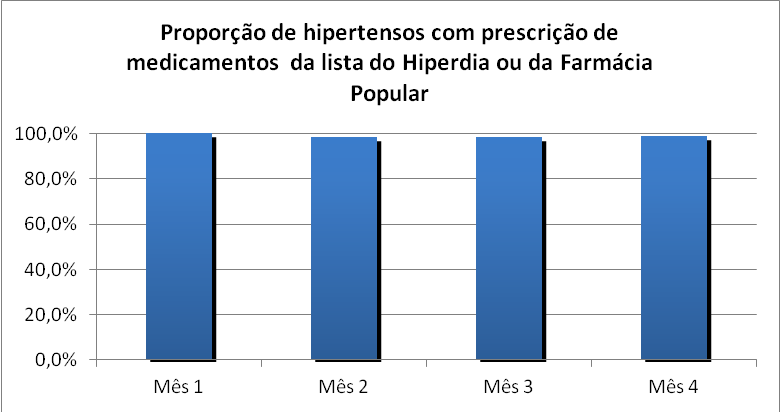 Proporção de hipertensos com prescrição de
medicamentos  da lista do Hiperdia ou da Farmácia
Popular
100,0%
80,0%
60,0%
40,0%
20,0%
0,0%
Mês 1 Mês 2 Mês 3 Mês 4